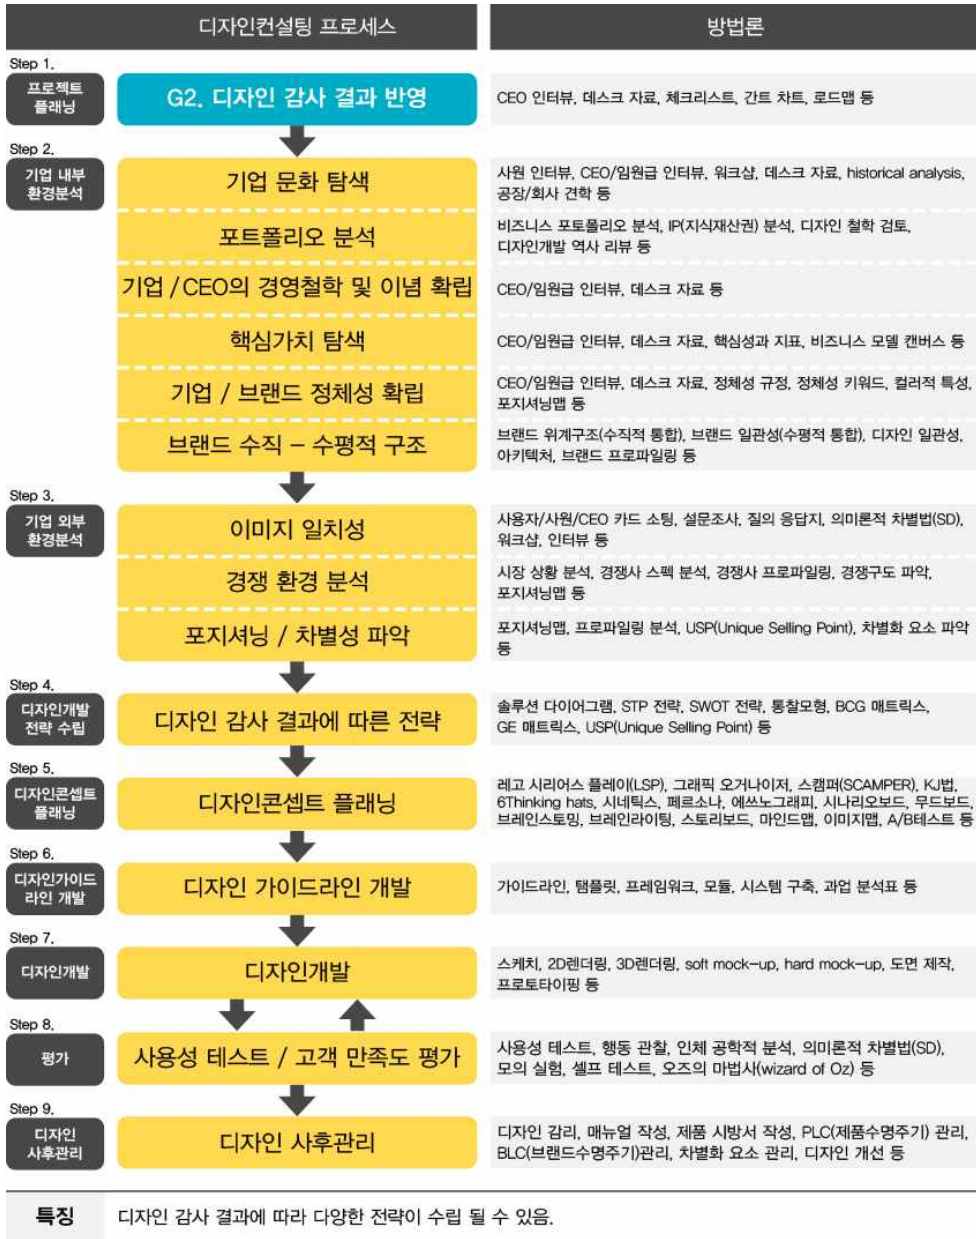 디자인컨설팅 프로세스
방법론
Step 1.
프로젝트
플래닝
G2. 디자인 감사 결과 반영
CEO 인터뷰, 데스크 자료, 체크리스트, 간트 차트, 로드맵 등
Step 2.
기업 내부
환경분석
기업 문화 탐색
사원 인터뷰, CEO/임원급 인터뷰, 워크샵, 데스크 자료, historical analysis,
공장/회사 견학 등
포트폴리오 분석
비즈니스 포토폴리오 분석, IP(지식재산권) 분석, 디자인 철학 검토,
디자인개발 역사 리뷰 등
기업 /CEO의 경영철학 및 이념 확립
CEO/임원급 인터뷰, 데스크 자료 등
핵심가치 탐색
CEO/임원급 인터뷰, 데스크 자료, 핵심성과 지표, 비즈니스 모델 캔버스 등
기업 / 브랜드 정체성 확립
CEO/임원급 인터뷰, 데스크 자료, 정체성 규정, 정체성 키워드, 컬러적 특성,
포지셔닝맵 등
브랜드 수직 – 수평적 구조
브랜드 위계구조(수직적 통합), 브랜드 일관성(수평적 통합), 디자인 일관성,
아키텍처, 브랜드 프로파일링 등
Step 3.
기업 외부
환경분석
이미지 일치성
사용자/사원/CEO 카드 소팅, 설문조사, 질의 응답지, 의미론적 차별법(SD),
워크샵, 인터뷰 등
경쟁 환경 분석
시장 상황 분석, 경쟁사 스펙 분석, 경쟁사 프로파일링, 경쟁구도 파악,
포지셔닝맵 등
포지셔닝 / 차별성 파악
포지셔닝맵, 프로파일링 분석, USP(Unique Selling Point), 차별화 요소 파악
등
Step 4.
디자인개발
전략 수립
디자인 감사 결과에 따른 전략
솔루션 다이어그램, STP 전략, SWOT 전략, 통찰모형, BCG 매트릭스,
GE 매트릭스, USP(Unique Selling Point) 등
Step 5.
디자인콘셉트
플래닝
디자인콘셉트 플래닝
레고 시리어스 플레이(LSP), 그래픽 오거나이저, 스캠퍼(SCAMPER), KJ법,
6Thinking hats, 시네틱스, 페르소나, 에쓰노그래피, 시나리오보드, 무드보드,
브레인스토밍, 브레인라이팅, 스토리보드, 마인드맵, 이미지맵, A/B테스트 등
Step 6.
디자인가이드
라인 개발
디자인 가이드라인 개발
가이드라인, 탬플릿, 프레임워크, 모듈, 시스템 구축, 과업 분석표 등
Step 7.
디자인개발
디자인개발
스케치, 2D렌더링, 3D렌더링, soft mock–up, hard mock–up, 도면 제작,
프로토타이핑 등
Step 8.
평가
사용성 테스트 / 고객 만족도 평가
사용성 테스트, 행동 관찰, 인체 공학적 분석, 의미론적 차별법(SD),
모의 실험, 셀프 테스트, 오즈의 마법사(wizard of Oz) 등
Step 9.
디자인
사후관리
디자인 사후관리
디자인 감리, 매뉴얼 작성, 제품 시방서 작성, PLC(제품수명주기) 관리,
BLC(브랜드수명주기)관리, 차별화 요소 관리, 디자인 개선 등
특징
디자인 감사 결과에 따라 다양한 전략이 수립 될 수 있음.